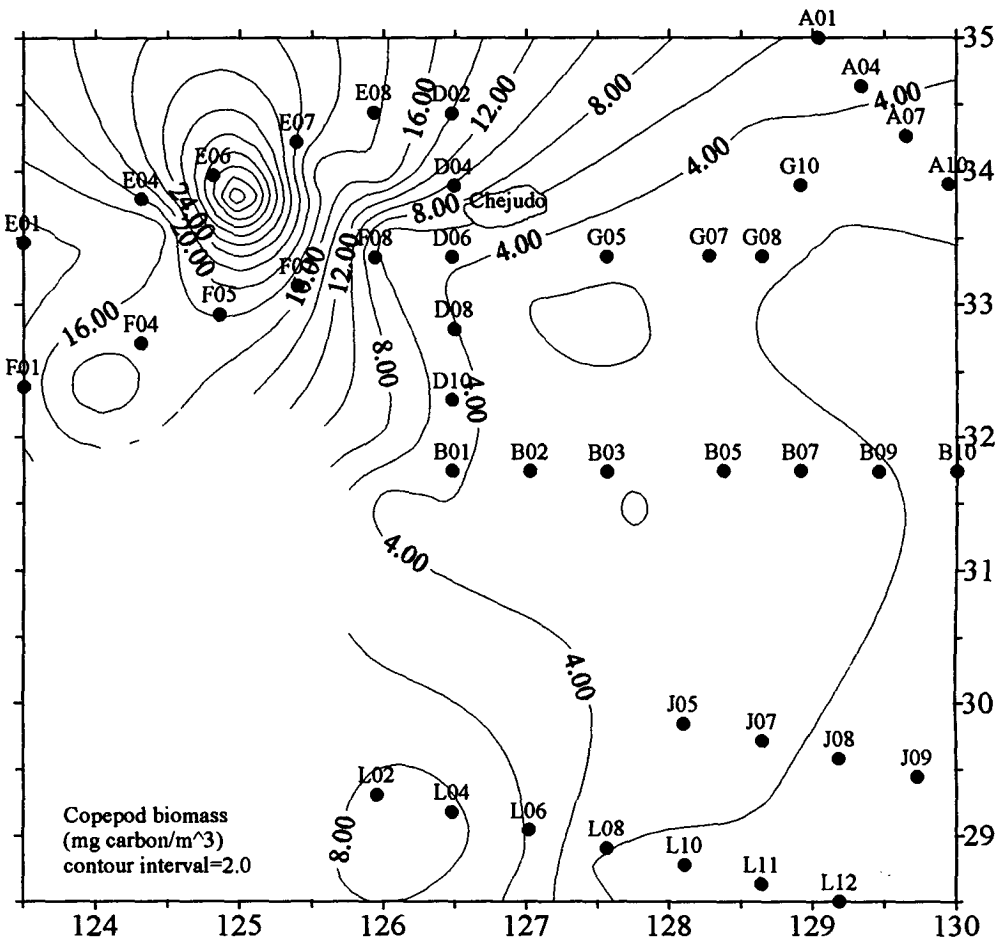 A01
35
A04
E08
16.00
D02
12.00
8.00
4.00
A07
E07
E06
34
E04
D04
4.00
G10
A10
24.00
Chejudo
8.00
E01
20.00
F08
D06
4.00
G05
G07
G08
16.00
12.00
F05
D08
33
16.00
F04
F01
8.00
D10
4.00
32
B01
B02
B03
B05
B07
B09
B10
4.00
31
4.00
30
J05
J07
J08
J09
L02
L04
L06
L08
29
8.00
L10
L11
L12
Copepod biomass
(mg carbon/m^3)
contour interval=2.0
124
125
126
127
128
129
130